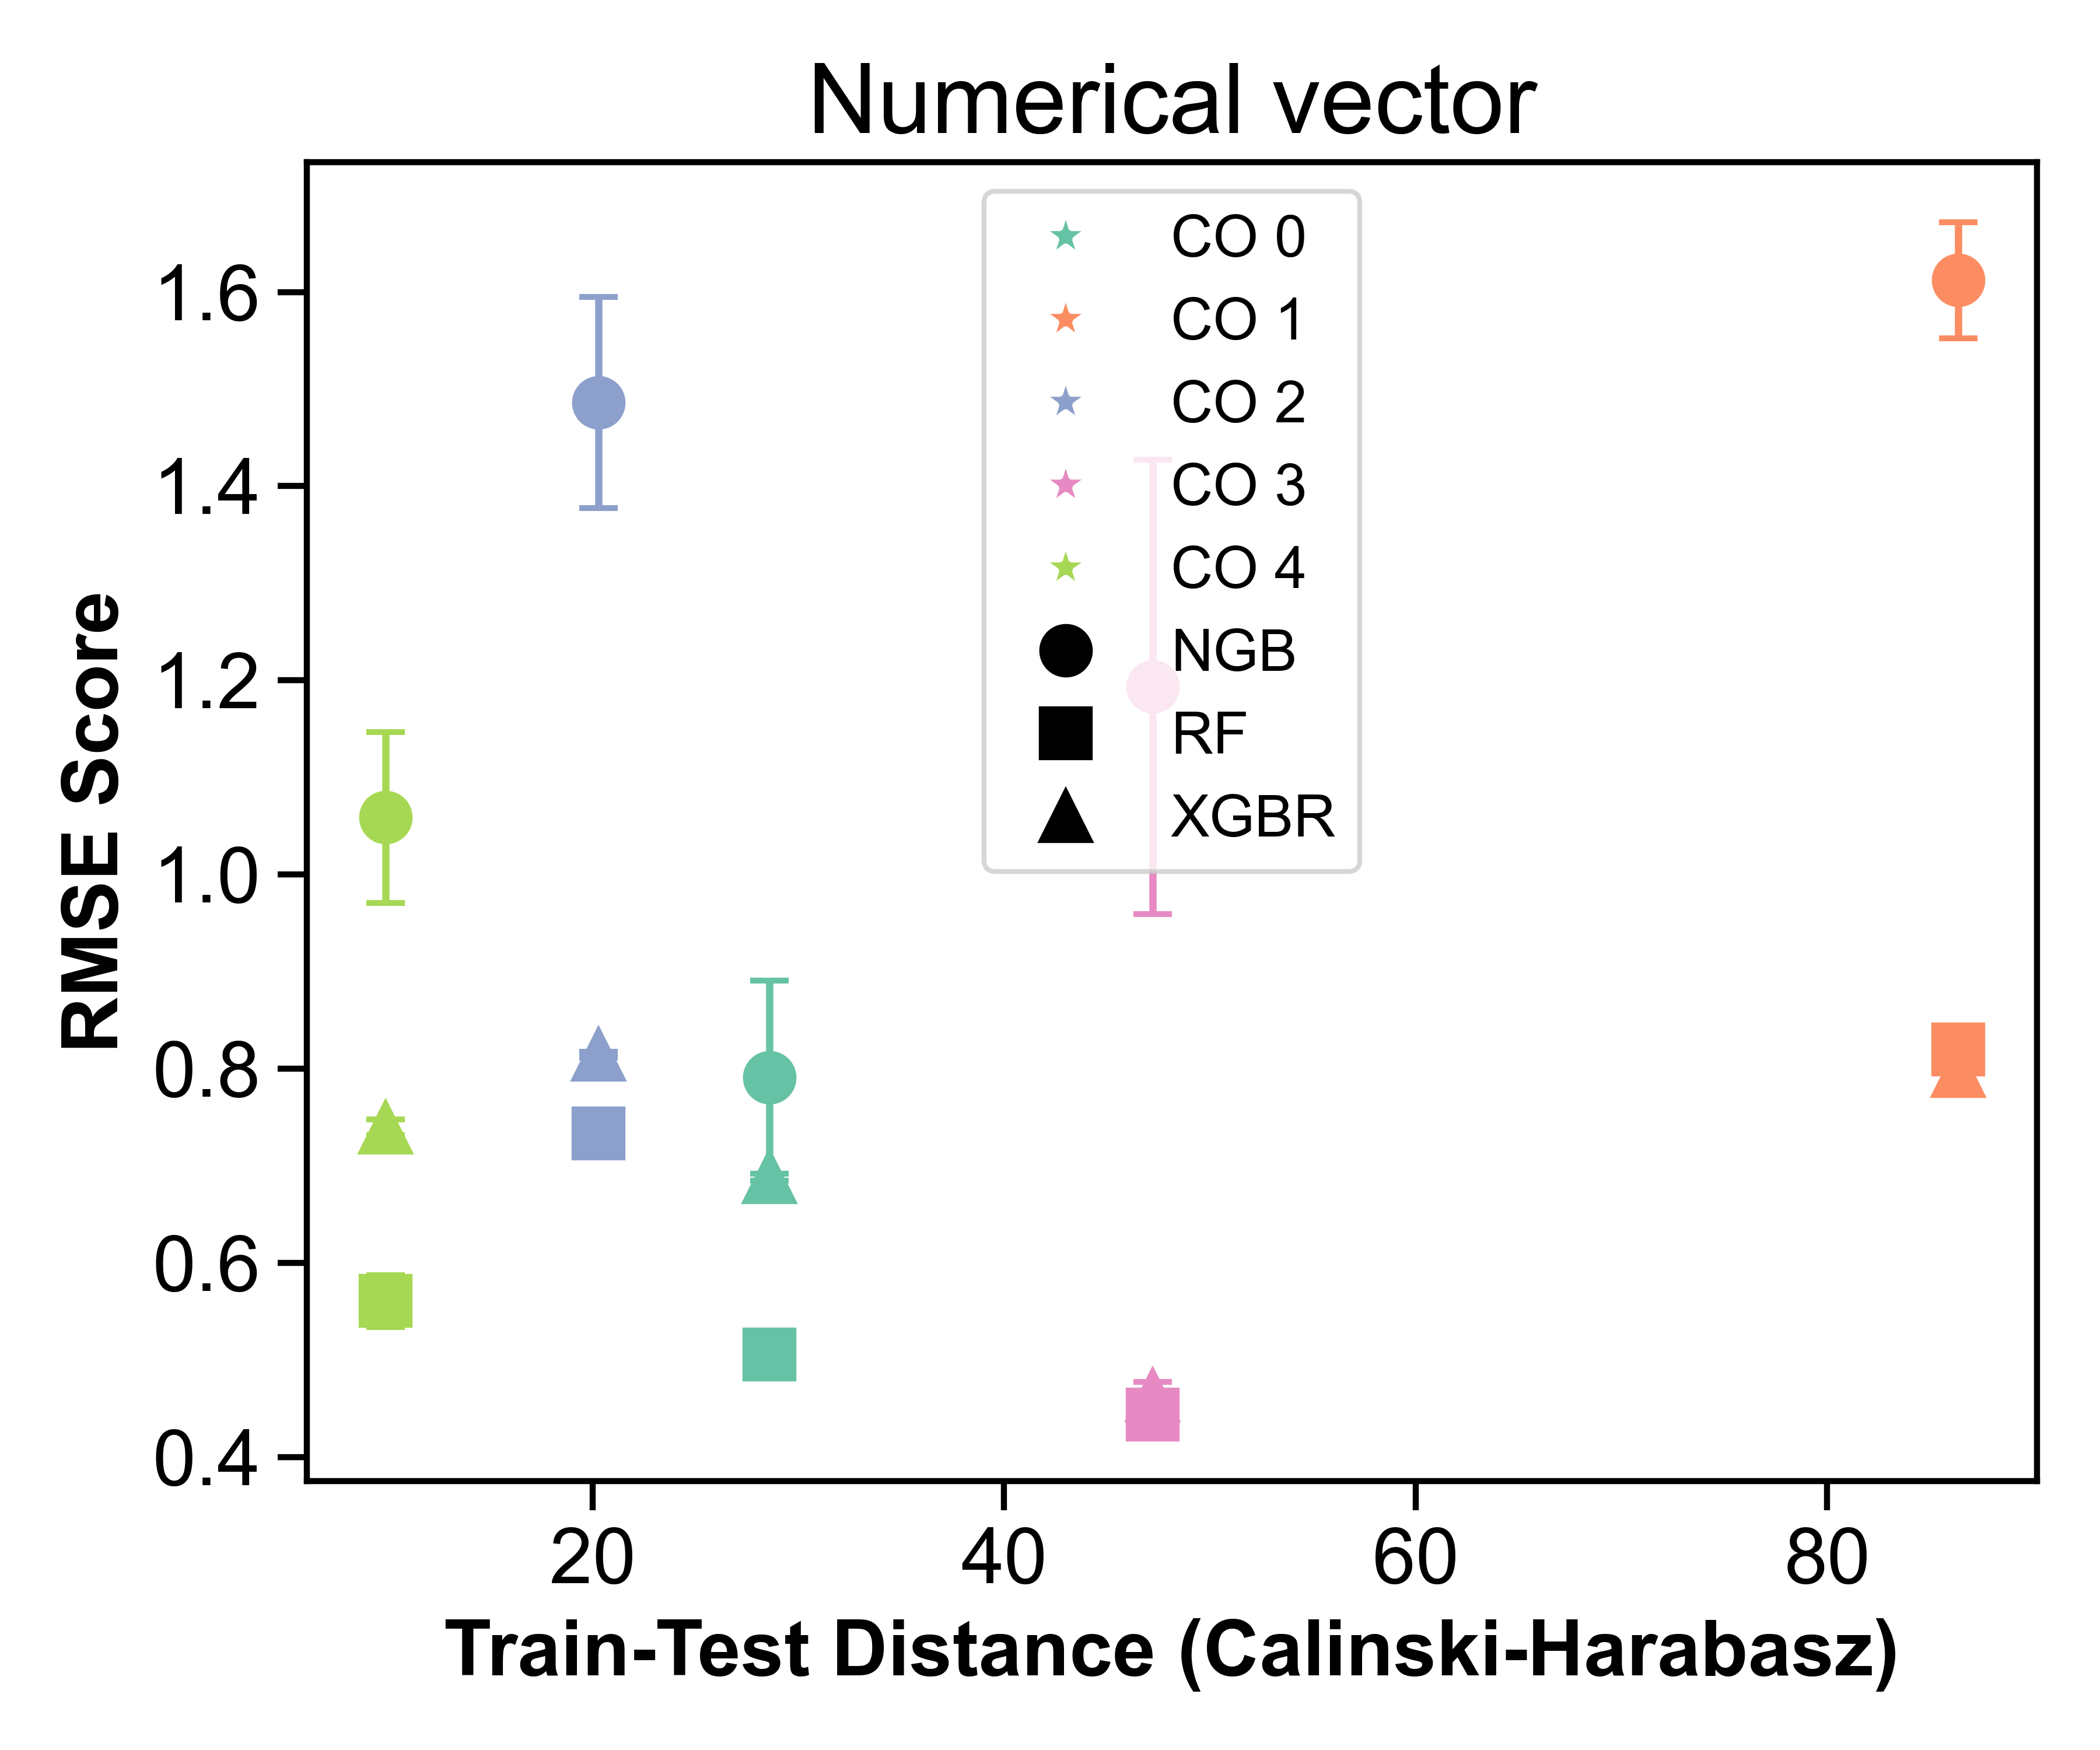 Numerical vector
CO 0
CO 1
CO 2
CO 3
CO 4
NGB
RF
XGBR
RMSE Score
1.6
1.4
1.2
1.0
0.8
0.6
0.4
20 40 60 80
Train-Test Distance (Calinski-Harabasz)